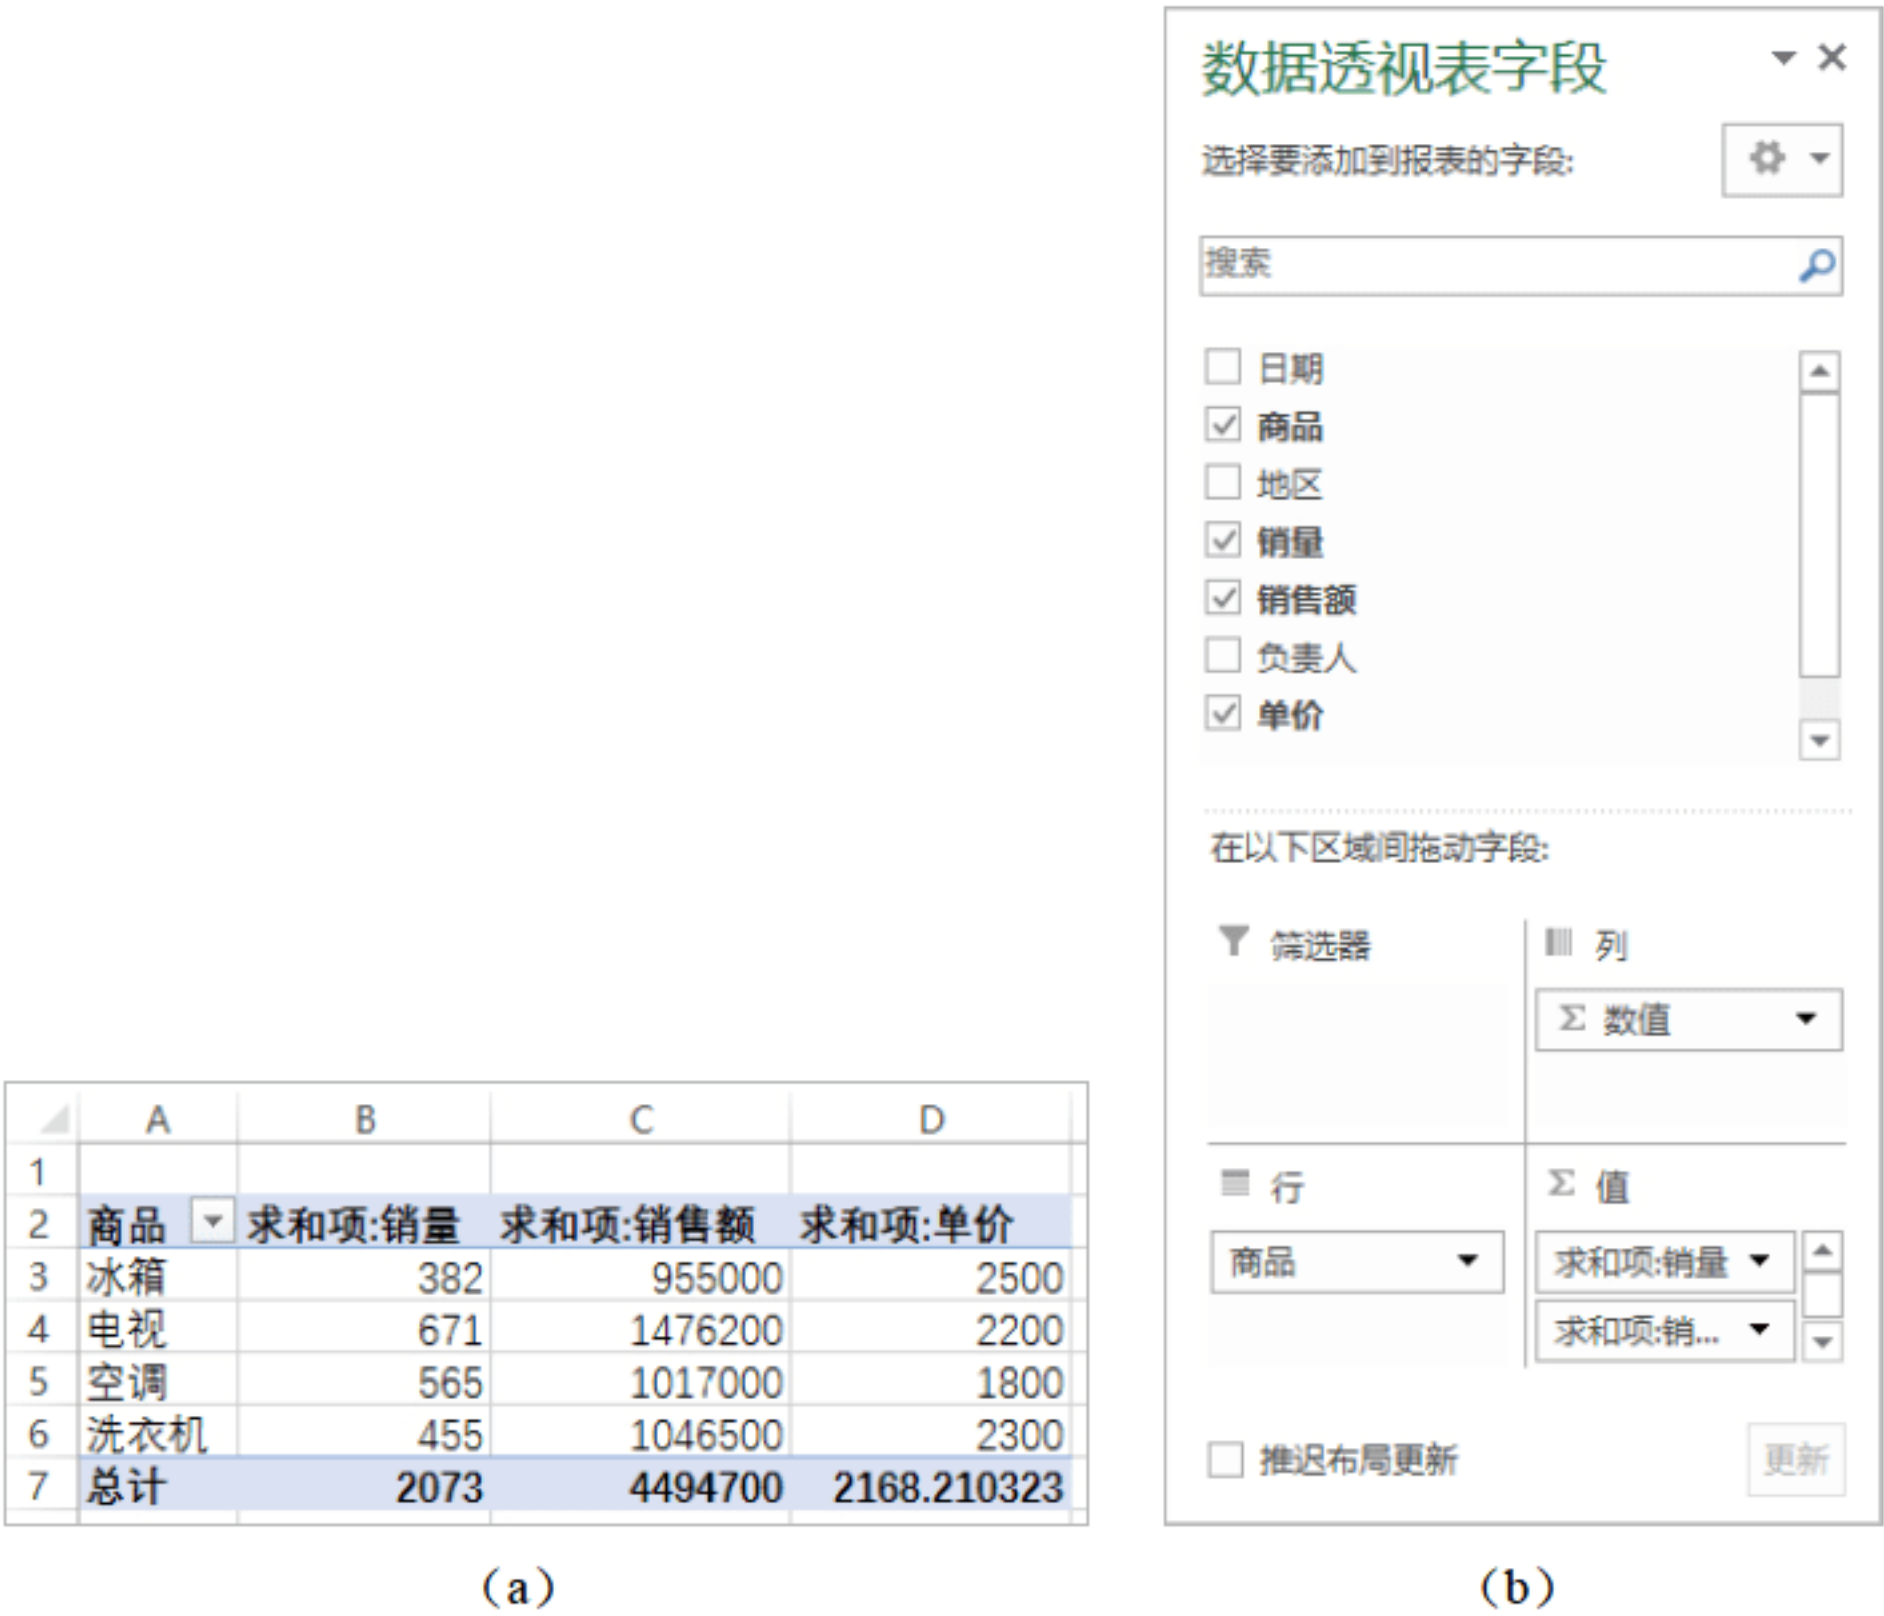 A B C D
1
2 商品 求和项:销量 求和项:销售额 求和项:单价
3 冰箱 382 955000 2500
4 电视 671 1476200 2200
5 空调 565 1017000 1800
6 洗衣机 455 1046500 2300
7 总计 2073 4494700 2168.210323
（a）
数据透视表字段
选择要添加到报表的字段:
搜索
日期
商品
地区
销量
销售额
负责人
单价
在以下区域间拖动字段:
筛选器
列
Σ 数值
行
商品
Σ 值
求和项:销量
求和项:销...
推迟布局更新
更新
（b）